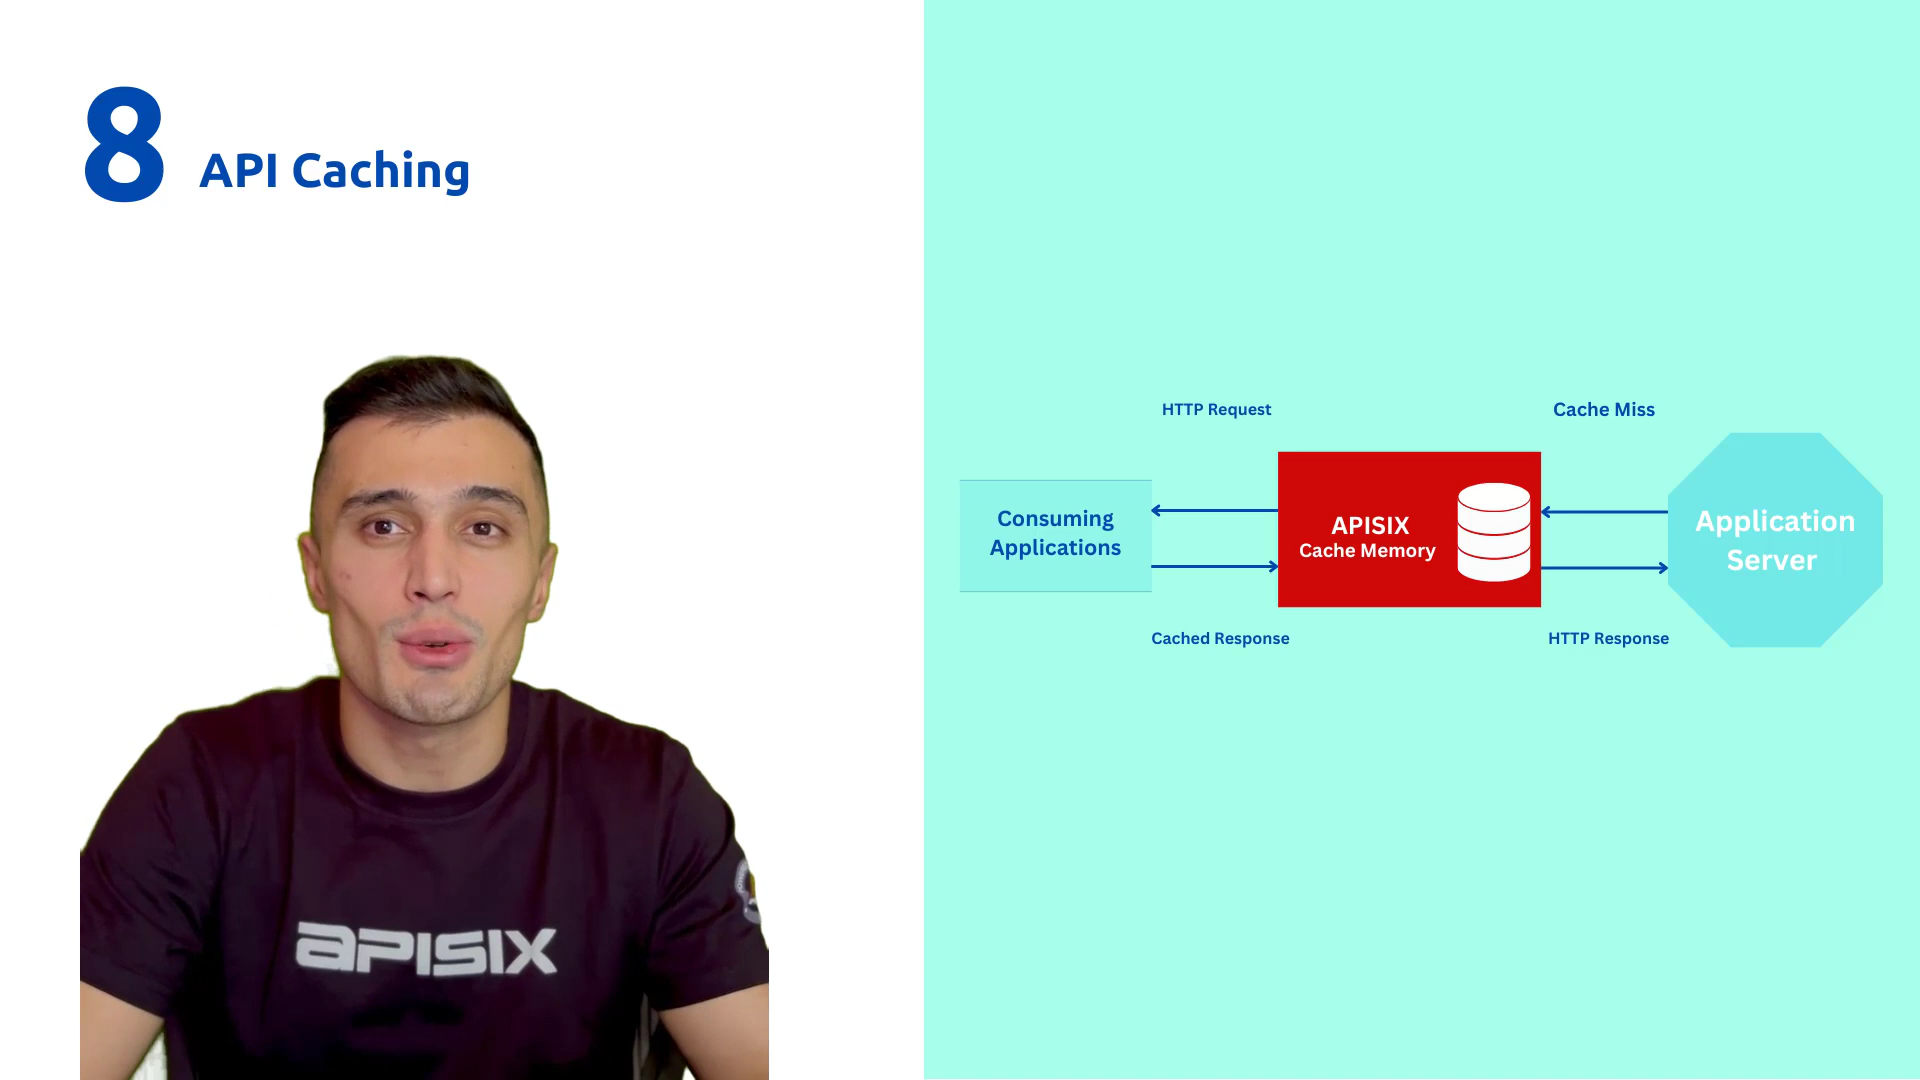 8 API Caching
apisix
HTTP Request
Cache Miss
Consuming
Applications
APISIX
Cache Memory
Application
Server
Cached Response
HTTP Response